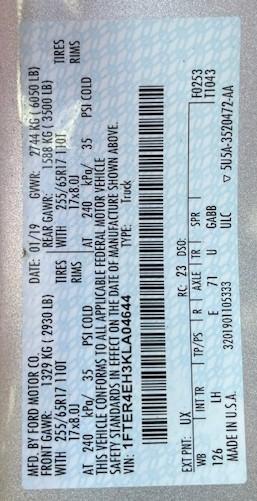 MFD. BY FORD MOTOR CO.
DATE: 01/19 GVWR: 2744 KG ( 6050 LB)
FRONT GAWR: 1329 KG ( 2930 LB) REAR GAWR: 1588 KG ( 3500 LB)
WITH 255/65R17 110T TIRES WITH 255/65R17 110T TIRES
17x8.0J RIMS 17x8.0J RIMS
AT 240 kPa/ 35 PSI COLD AT 240 kPa/ 35 PSI COLD
THIS VEHICLE CONFORMS TO ALL APPLICABLE FEDERAL MOTOR VEHICLE
SAFETY STANDARDS IN EFFECT ON THE DATE OF MANUFACTURE SHOWN ABOVE.
VIN: 1FTER4EH3KLA04644 TYPE: Truck
EXT PNT: UX RC: 23 DSO: F0253
WB INT TR TP/PS R AXLE TR SPR T1043
126 LH E 71 U GABB
MADE IN U.S.A. 3201901105333 ULC ▽ 5U5A-3520472-AA